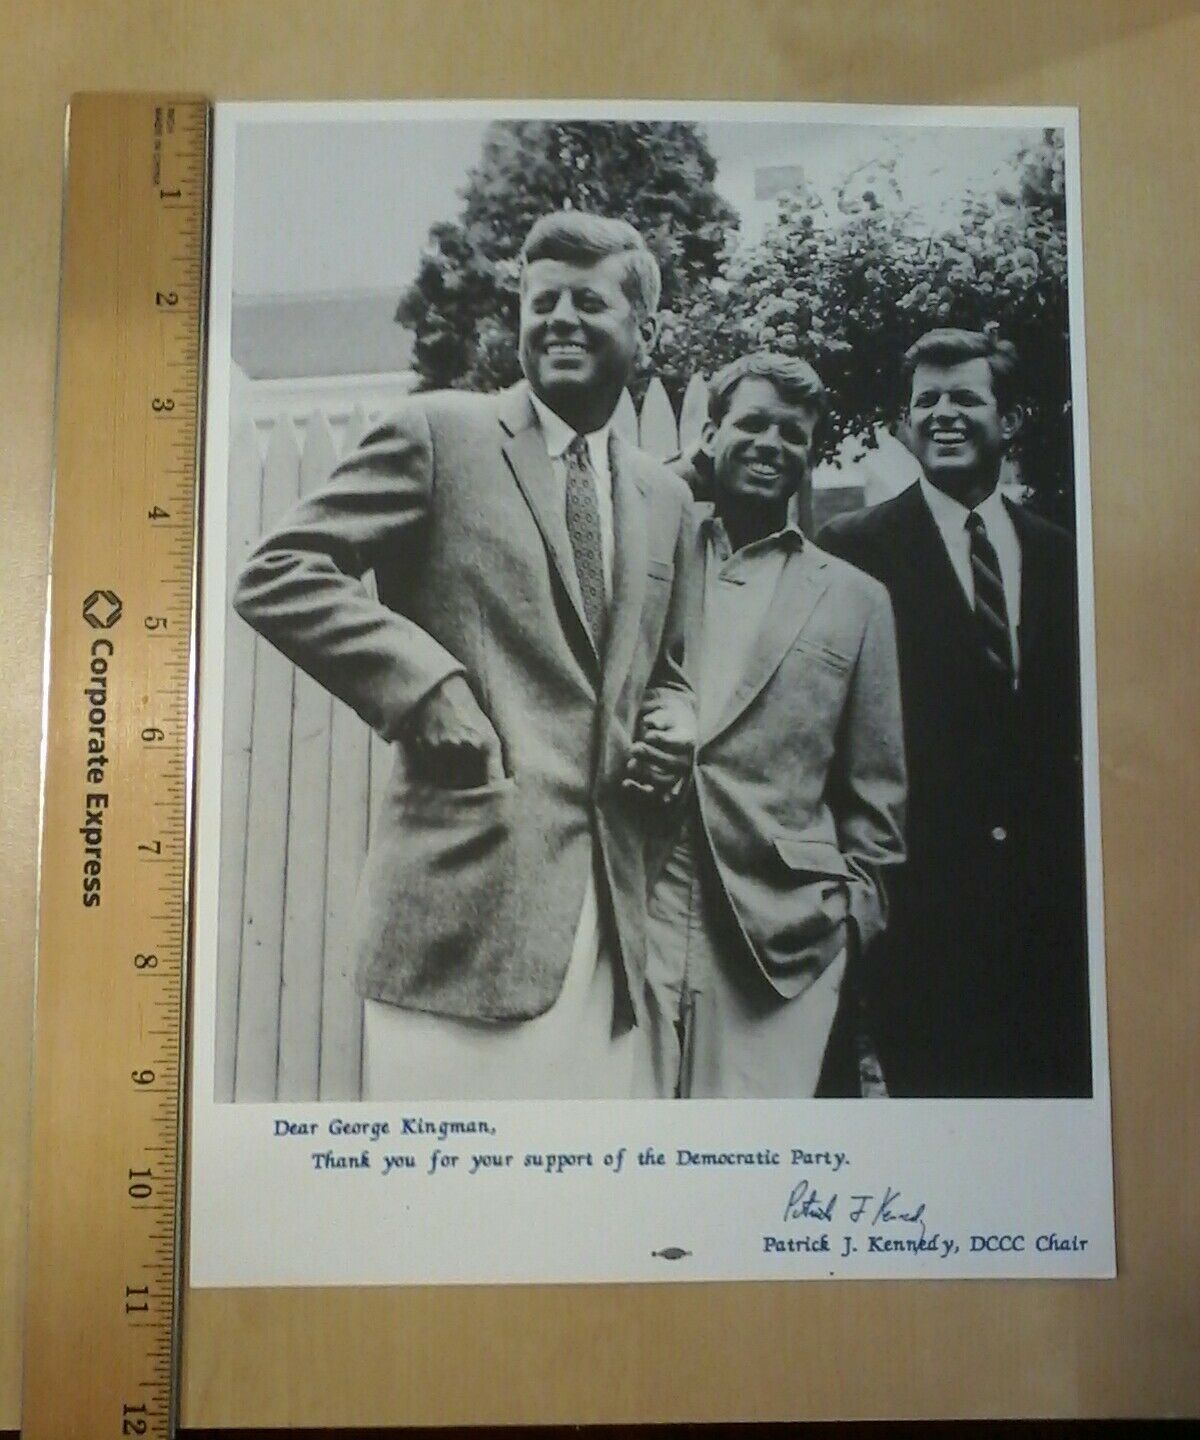 Corporate Express
1
2
3
4
5
6
7
8
9
10
11
12
Dear George Kingman,
Thank you for your support of the Democratic Party.
Patrick J Kennedy
Patrick J. Kennedy, DCCC Chair